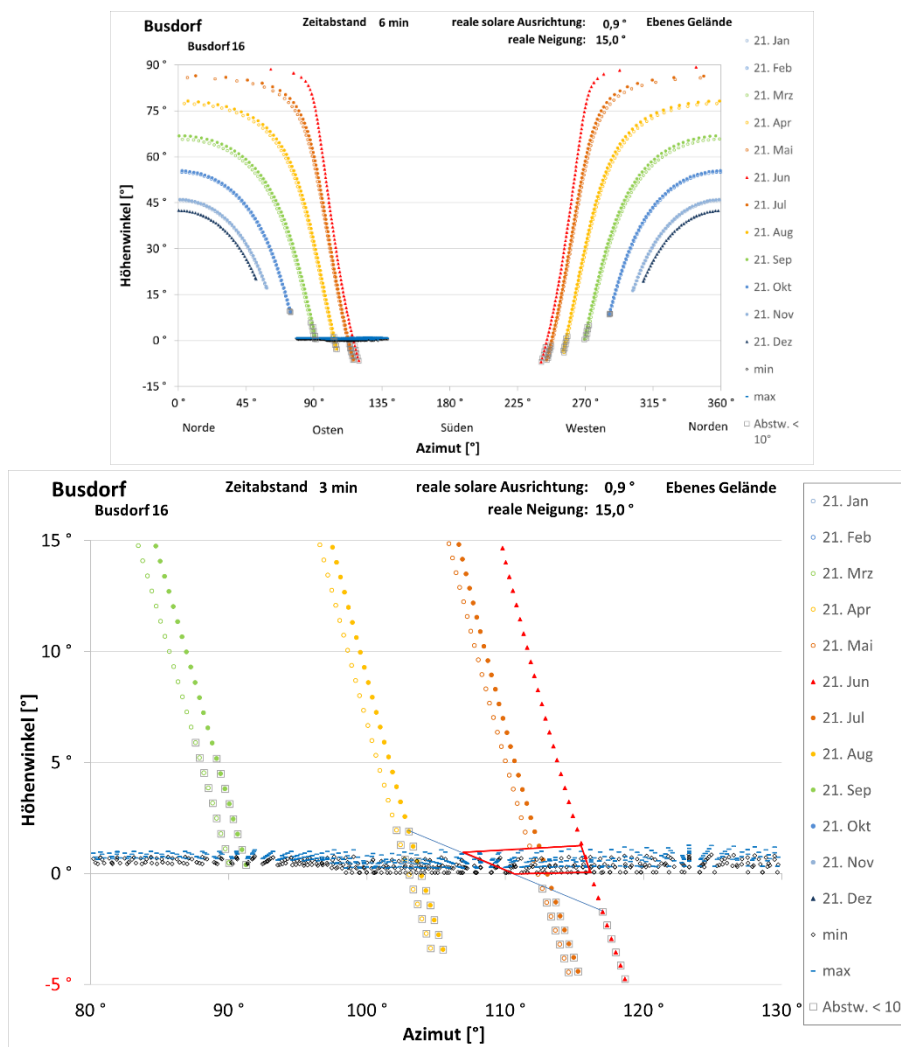 Busdorf Zeitabstand 6 min reale solare Ausrichtung: 0,9 ° Ebenes Gelände
Busdorf 16 reale Neigung: 15,0 °
90 °
75 °
60 °
45 °
30 °
15 °
0 °
-15 °
Höhenwinkel [°]
0 ° 45 ° 90 ° 135 ° 180 ° 225 ° 270 ° 315 ° 360 °
Norde Osten Süden Westen Norden
Azimut [°]
21. Jan
21. Feb
21. Mrz
21. Apr
21. Mai
21. Jun
21. Jul
21. Aug
21. Sep
21. Okt
21. Nov
21. Dez
min
max
Abstw. <
10°
Busdorf Zeitabstand 3 min reale solare Ausrichtung: 0,9 ° Ebenes Gelände
Busdorf 16 reale Neigung: 15,0 °
15 °
10 °
5 °
0 °
-5 °
Höhenwinkel [°]
80 ° 90 ° 100 ° 110 ° 120 ° 130 °
Azimut [°]
21. Jan
21. Feb
21. Mrz
21. Apr
21. Mai
21. Jun
21. Jul
21. Aug
21. Sep
21. Okt
21. Nov
21. Dez
min
max
Abstw. < 10